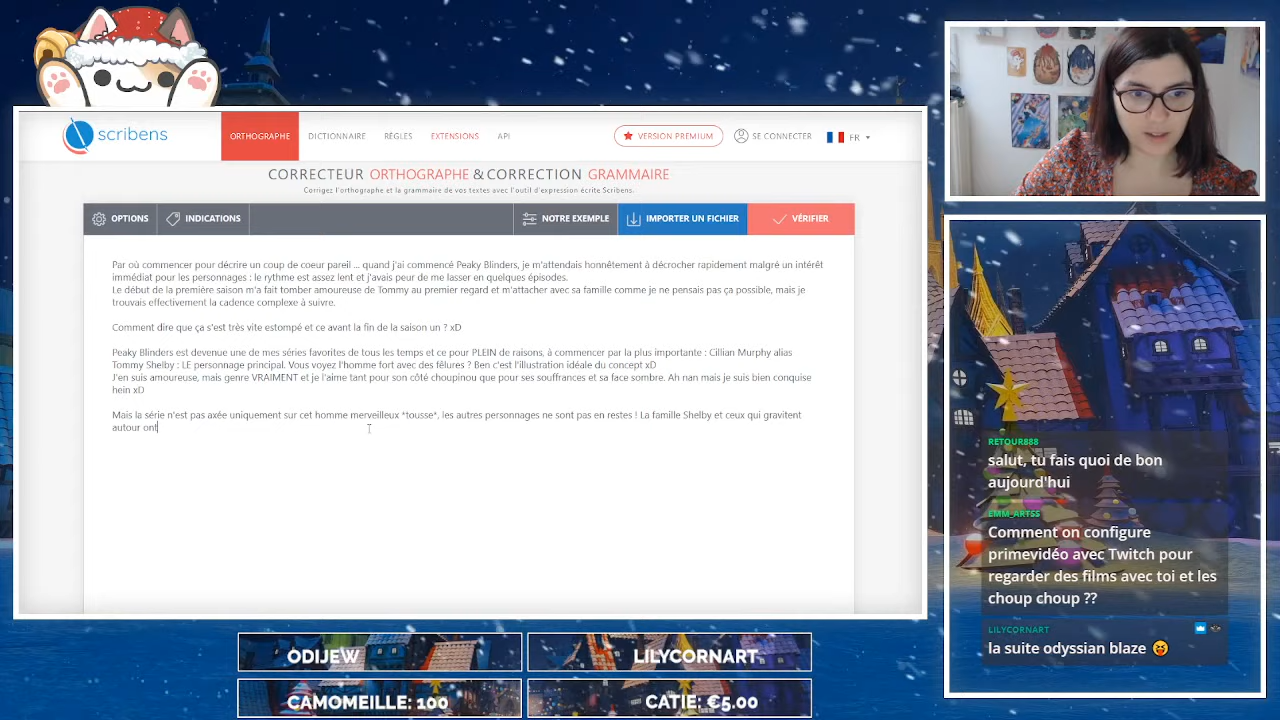 scribens
ORTHOGRAPHE
DICTIONNAIRE
RÈGLES
EXTENSIONS
API
VERSION PREMIUM
SE CONNECTER
FR
CORRECTEUR ORTHOGRAPHE & CORRECTION GRAMMAIRE
Corrigez l'orthographe et la grammaire de vos textes avec l'outil d'expression écrite Scribens.
OPTIONS
INDICATIONS
NOTRE EXEMPLE
IMPORTER UN FICHIER
VÉRIFIER
Par où commencer pour décrire un coup de coeur pareil ... quand j'ai commencé Peaky Blinders, je m'attendais honnêtement à décrocher rapidement malgré un intérêt
immédiat pour les personnages : le rythme est assez lent et j'avais peur de me lasser en quelques épisodes.
Le début de la première saison m'a fait tomber amoureuse de Tommy au premier regard et m'attacher avec sa famille comme je ne pensais pas ça possible, mais je
trouvais effectivement la cadence complexe à suivre.
Comment dire que ça s'est très vite estompé et ce avant la fin de la saison un ? xD
Peaky Blinders est devenue une de mes séries favorites de tous les temps et ce pour PLEIN de raisons, à commencer par la plus importante : Cillian Murphy alias
Tommy Shelby : LE personnage principal. Vous voyez l'homme fort avec des fêlures ? Ben c'est l'illustration idéale du concept xD
J'en suis amoureuse, mais genre VRAIMENT et je l'aime tant pour son côté choupinou que pour ses souffrances et sa face sombre. Ah nan mais je suis bien conquise
hein xD
Mais la série n'est pas axée uniquement sur cet homme merveilleux *tousse*, les autres personnages ne sont pas en restes ! La famille Shelby et ceux qui gravitent
autour ont
RETOUR888
salut, tu fais quoi de bon
aujourd'hui
EMM_ARTSS
Comment on configure
primevidéo avec Twitch pour
regarder des films avec toi et les
choup choup ??
LILYCORNART
la suite odyssian blaze
ODIJEW
LILYCORNART
CAMOMEILLE: 100
CATIE: €5.00